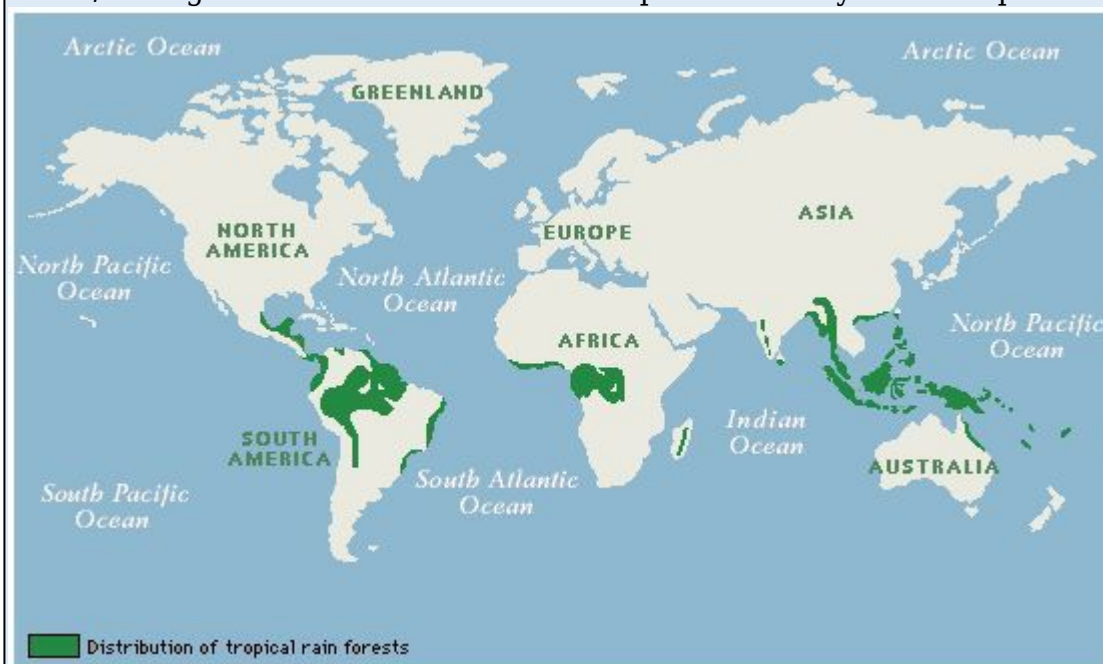 Arctic Ocean
Arctic Ocean
GREENLAND
ASIA
NORTH
AMERICA
EUROPE
North Pacific
Ocean
North Atlantic
Ocean
North Pacific
Ocean
AFRICA
Indian
Ocean
SOUTH
AMERICA
AUSTRALIA
South Atlantic
Ocean
South Pacific
Ocean
Distribution of tropical rain forests